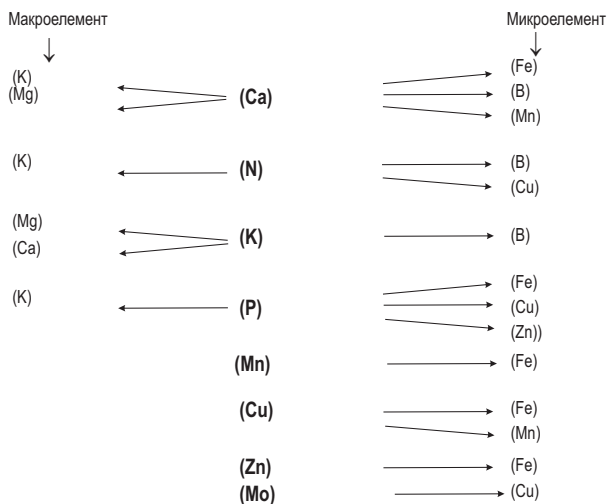 Макроелемент Микроелемент
(K) (Fe)
(Mg) (Ca) (B)
(Mn)
(K) (N) (B)
(Cu)
(Mg) (K) (B)
(Ca)
(K) (P) (Fe)
(Cu)
(Zn))
(Mn) (Fe)
(Cu) (Fe)
(Mn)
(Zn) (Fe)
(Mo) (Cu)